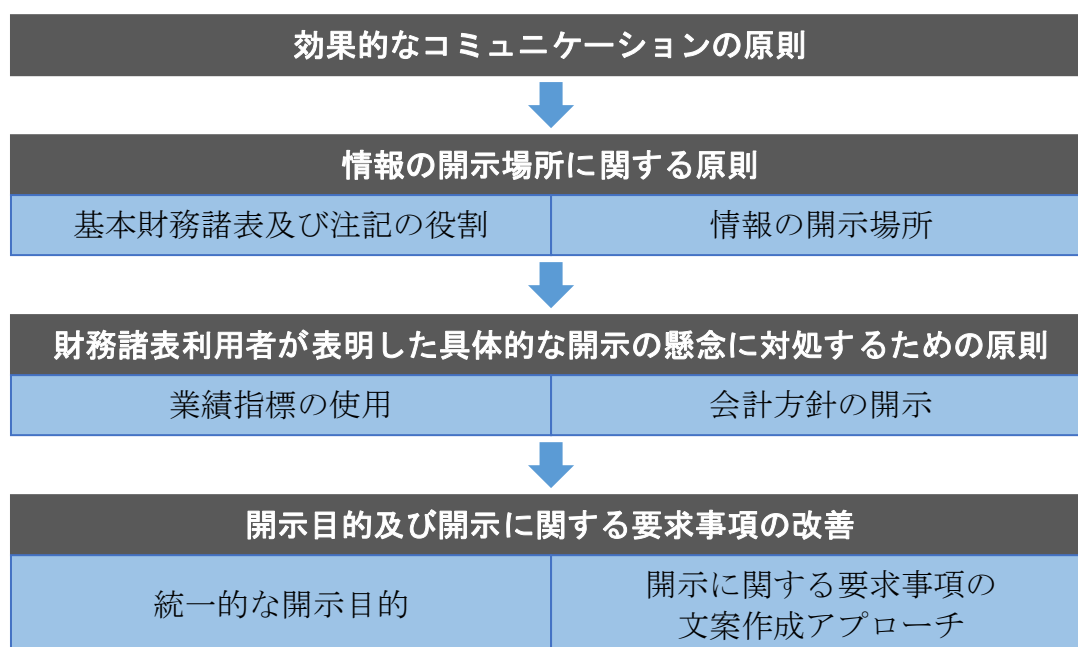 効果的なコミュニケーションの原則
情報の開示場所に関する原則
基本財務諸表及び注記の役割
情報の開示場所
財務諸表利用者が表明した具体的な開示の懸念に対処するための原則
業績指標の使用
会計方針の開示
開示目的及び開示に関する要求事項の改善
統一的な開示目的
開示に関する要求事項の
文案作成アプローチ